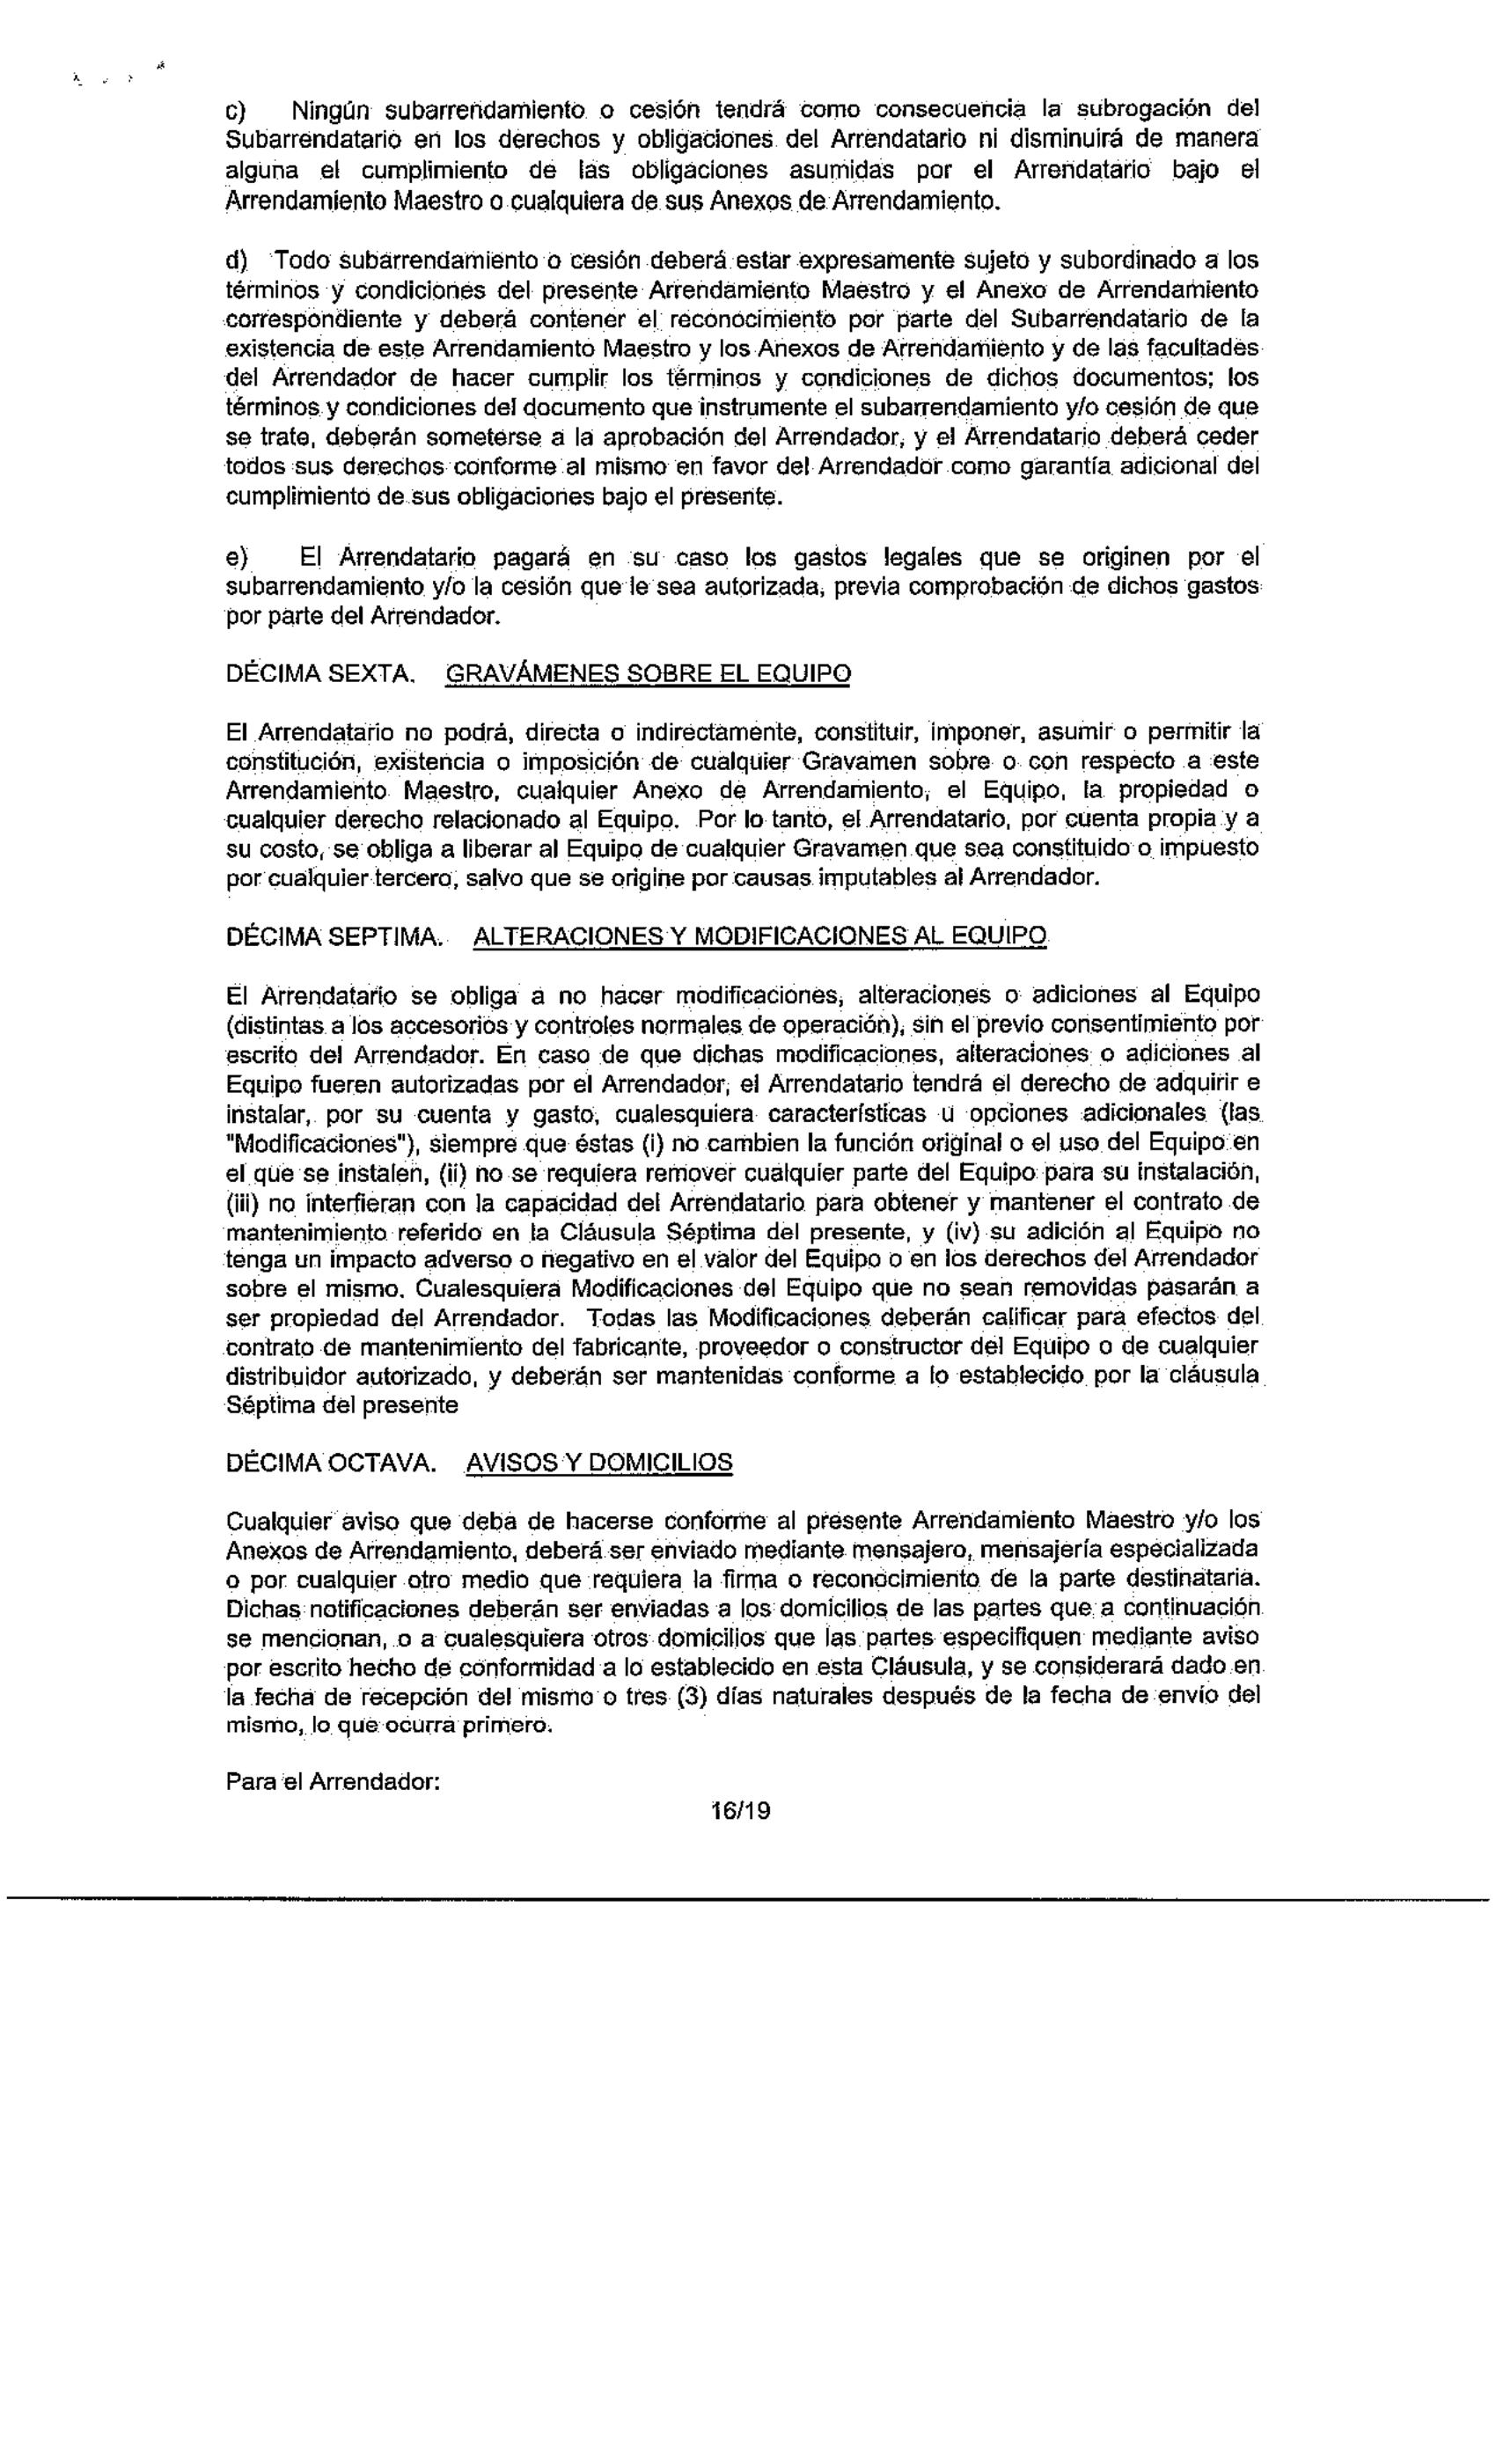 c) Ningún subarrendamiento o cesión tendrá como consecuencia la subrogación del
Subarrendatario en los derechos y obligaciones del Arrendatario ni disminuirá de manera
alguna el cumplimiento de las obligaciones asumidas por el Arrendatario bajo el
Arrendamiento Maestro o cualquiera de sus Anexos de Arrendamiento.
d) Todo subarrendamiento o cesión deberá estar expresamente sujeto y subordinado a los
términos y condiciones del presente Arrendamiento Maestro y el Anexo de Arrendamiento
correspondiente y deberá contener el reconocimiento por parte del Subarrendatario de la
existencia de este Arrendamiento Maestro y los Anexos de Arrendamiento y de las facultades
del Arrendador de hacer cumplir los términos y condiciones de dichos documentos; los
términos y condiciones del documento que instrumente el subarrendamiento y/o cesión de que
se trate, deberán someterse a la aprobación del Arrendador, y el Arrendatario deberá ceder
todos sus derechos conforme al mismo en favor del Arrendador como garantía adicional del
cumplimiento de sus obligaciones bajo el presente.
e) El Arrendatario pagará en su caso los gastos legales que se originen por el
subarrendamiento y/o la cesión que le sea autorizada, previa comprobación de dichos gastos
por parte del Arrendador.
DÉCIMA SEXTA. GRAVÁMENES SOBRE EL EQUIPO
El Arrendatario no podrá, directa o indirectamente, constituir, imponer, asumir o permitir la
constitución, existencia o imposición de cualquier Gravamen sobre o con respecto a este
Arrendamiento Maestro, cualquier Anexo de Arrendamiento, el Equipo, la propiedad o
cualquier derecho relacionado al Equipo. Por lo tanto, el Arrendatario, por cuenta propia y a
su costo, se obliga a liberar al Equipo de cualquier Gravamen que sea constituido o impuesto
por cualquier tercero, salvo que se origine por causas imputables al Arrendador.
DÉCIMA SEPTIMA. ALTERACIONES Y MODIFICACIONES AL EQUIPO
El Arrendatario se obliga a no hacer modificaciones, alteraciones o adiciones al Equipo
(distintas a los accesorios y controles normales de operación), sin el previo consentimiento por
escrito del Arrendador. En caso de que dichas modificaciones, alteraciones o adiciones al
Equipo fueren autorizadas por el Arrendador, el Arrendatario tendrá el derecho de adquirir e
instalar, por su cuenta y gasto, cualesquiera características u opciones adicionales (las
"Modificaciones"), siempre que éstas (i) no cambien la función original o el uso del Equipo en
el que se instalen, (ii) no se requiera remover cualquier parte del Equipo para su instalación,
(iii) no interfieran con la capacidad del Arrendatario para obtener y mantener el contrato de
mantenimiento referido en la Cláusula Séptima del presente, y (iv) su adición al Equipo no
tenga un impacto adverso o negativo en el valor del Equipo o en los derechos del Arrendador
sobre el mismo. Cualesquiera Modificaciones del Equipo que no sean removidas pasarán a
ser propiedad del Arrendador. Todas las Modificaciones deberán calificar para efectos del
contrato de mantenimiento del fabricante, proveedor o constructor del Equipo o de cualquier
distribuidor autorizado, y deberán ser mantenidas conforme a lo establecido por la cláusula
Séptima del presente
DÉCIMA OCTAVA. AVISOS Y DOMICILIOS
Cualquier aviso que deba de hacerse conforme al presente Arrendamiento Maestro y/o los
Anexos de Arrendamiento, deberá ser enviado mediante mensajero, mensajería especializada
o por cualquier otro medio que requiera la firma o reconocimiento de la parte destinataria.
Dichas notificaciones deberán ser enviadas a los domicilios de las partes que a continuación
se mencionan, o a cualesquiera otros domicilios que las partes especifiquen mediante aviso
por escrito hecho de conformidad a lo establecido en esta Cláusula, y se considerará dado en
la fecha de recepción del mismo o tres (3) días naturales después de la fecha de envío del
mismo, lo que ocurra primero.
Para el Arrendador:
16/19